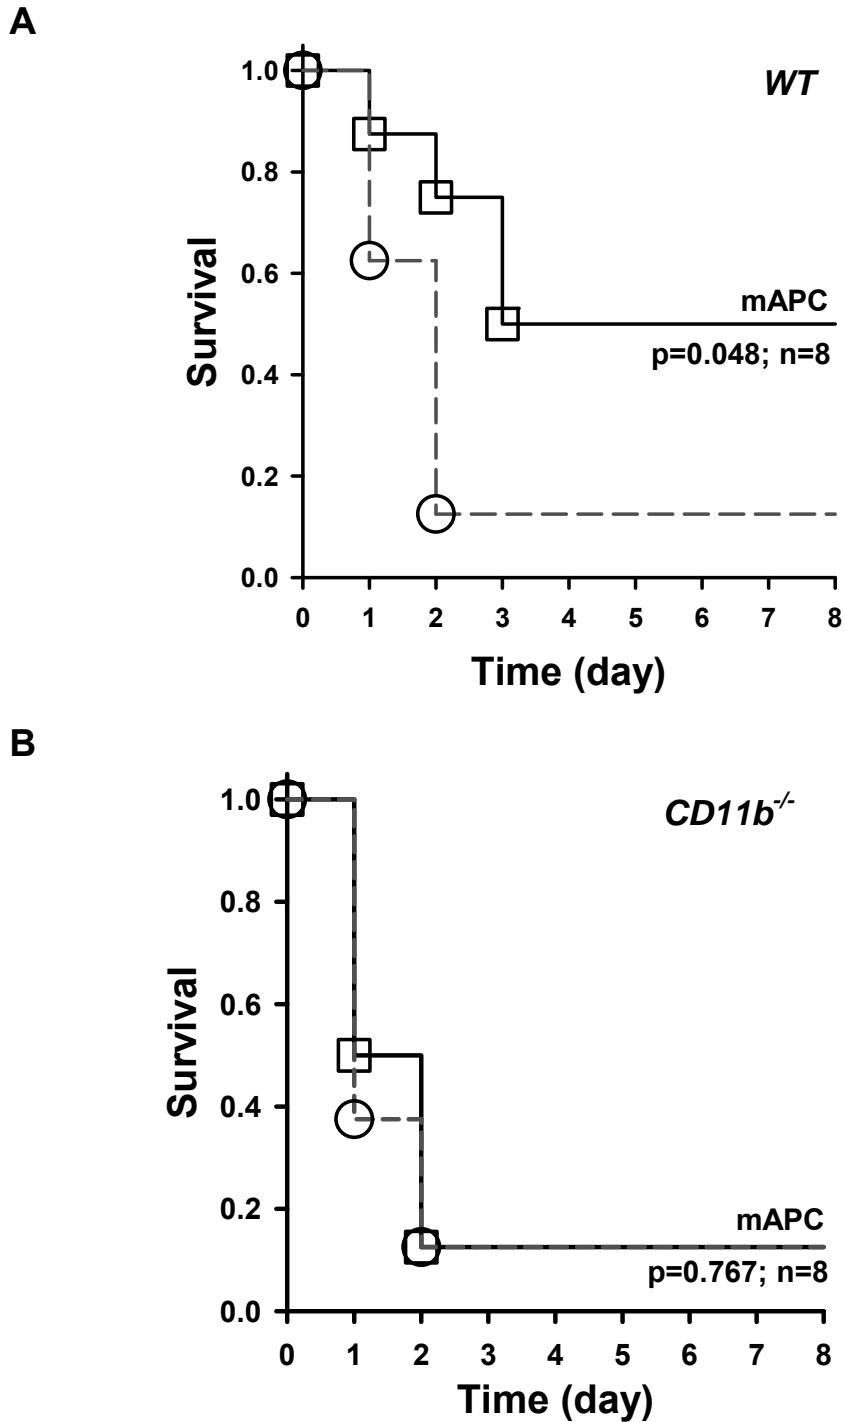 A
WT
1.0
0.8
0.6
0.4
0.2
0.0
Survival
mAPC
p=0.048; n=8
0 1 2 3 4 5 6 7 8
Time (day)
B
CD11b-/-
1.0
0.8
0.6
0.4
0.2
0.0
Survival
mAPC
p=0.767; n=8
0 1 2 3 4 5 6 7 8
Time (day)